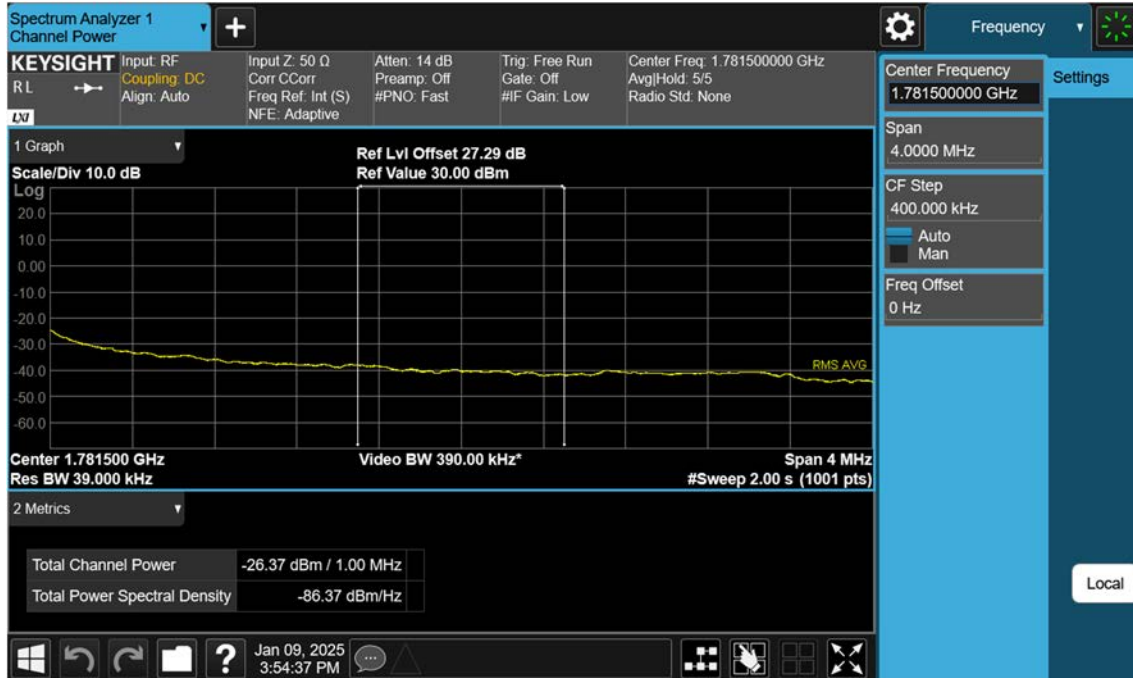 Spectrum Analyzer 1
Channel Power
+
Frequency
KEYSIGHT
R L
LXI
Input: RF
Coupling: DC
Align: Auto
Input Z: 50 Ω
Corr CCorr
Freq Ref: Int (S)
NFE: Adaptive
Atten: 14 dB
Preamp: Off
#PNO: Fast
Trig: Free Run
Gate: Off
#IF Gain: Low
Center Freq: 1.781500000 GHz
Avg|Hold: 5/5
Radio Std: None
Center Frequency
1.781500000 GHz
Settings
Span
4.0000 MHz
CF Step
400.000 kHz
Auto
Man
Freq Offset
0 Hz
Local
1 Graph
Scale/Div 10.0 dB
Ref Lvl Offset 27.29 dB
Ref Value 30.00 dBm
Log
20.0
10.0
0.00
-10.0
-20.0
-30.0
-40.0
-50.0
-60.0
RMS AVG
Center 1.781500 GHz
Video BW 390.00 kHz*
Span 4 MHz
Res BW 39.000 kHz
#Sweep 2.00 s (1001 pts)
2 Metrics
Total Channel Power -26.37 dBm / 1.00 MHz
Total Power Spectral Density -86.37 dBm/Hz
?
Jan 09, 2025
3:54:37 PM